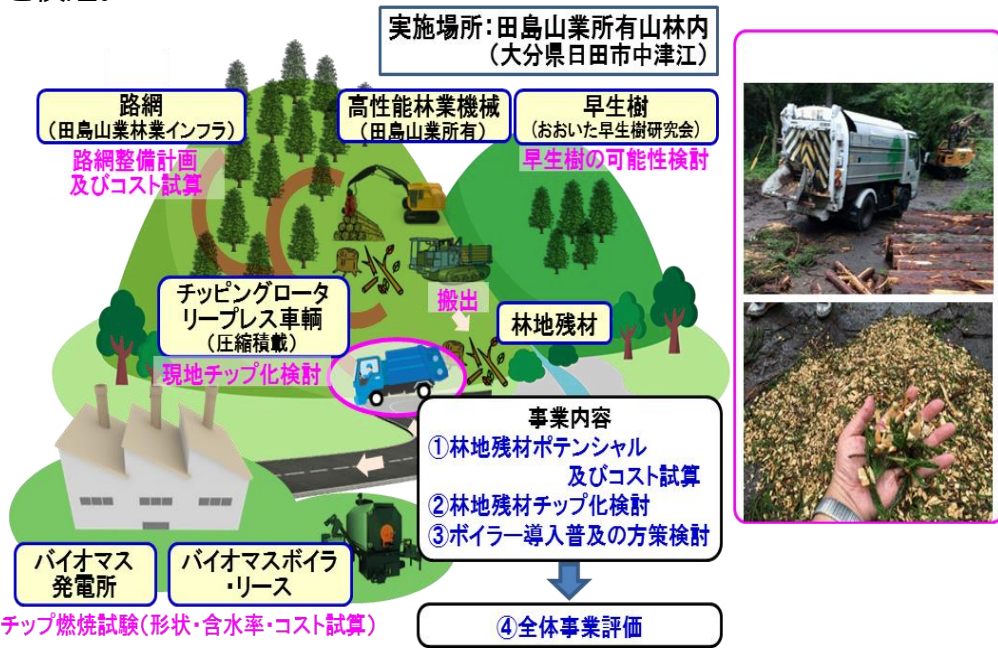 実施場所：田島山業所有山林内
（大分県日田市中津江）
路網
（田島山業林業インフラ）
路網整備計画
及びコスト試算
高性能林業機械
（田島山業所有）
早生樹
（おおいた早生樹研究会）
早生樹の可能性検討
チッピングロータ
リープレス車輌
（圧縮積載）
現地チップ化検討
搬出
林地残材
事業内容
①林地残材ポテンシャル
及びコスト試算
②林地残材チップ化検討
③ボイラー導入普及の方策検討
④全体事業評価
バイオマス
発電所
バイオマスボイラ
・リース
チップ燃焼試験（形状・含水率・コスト試算）